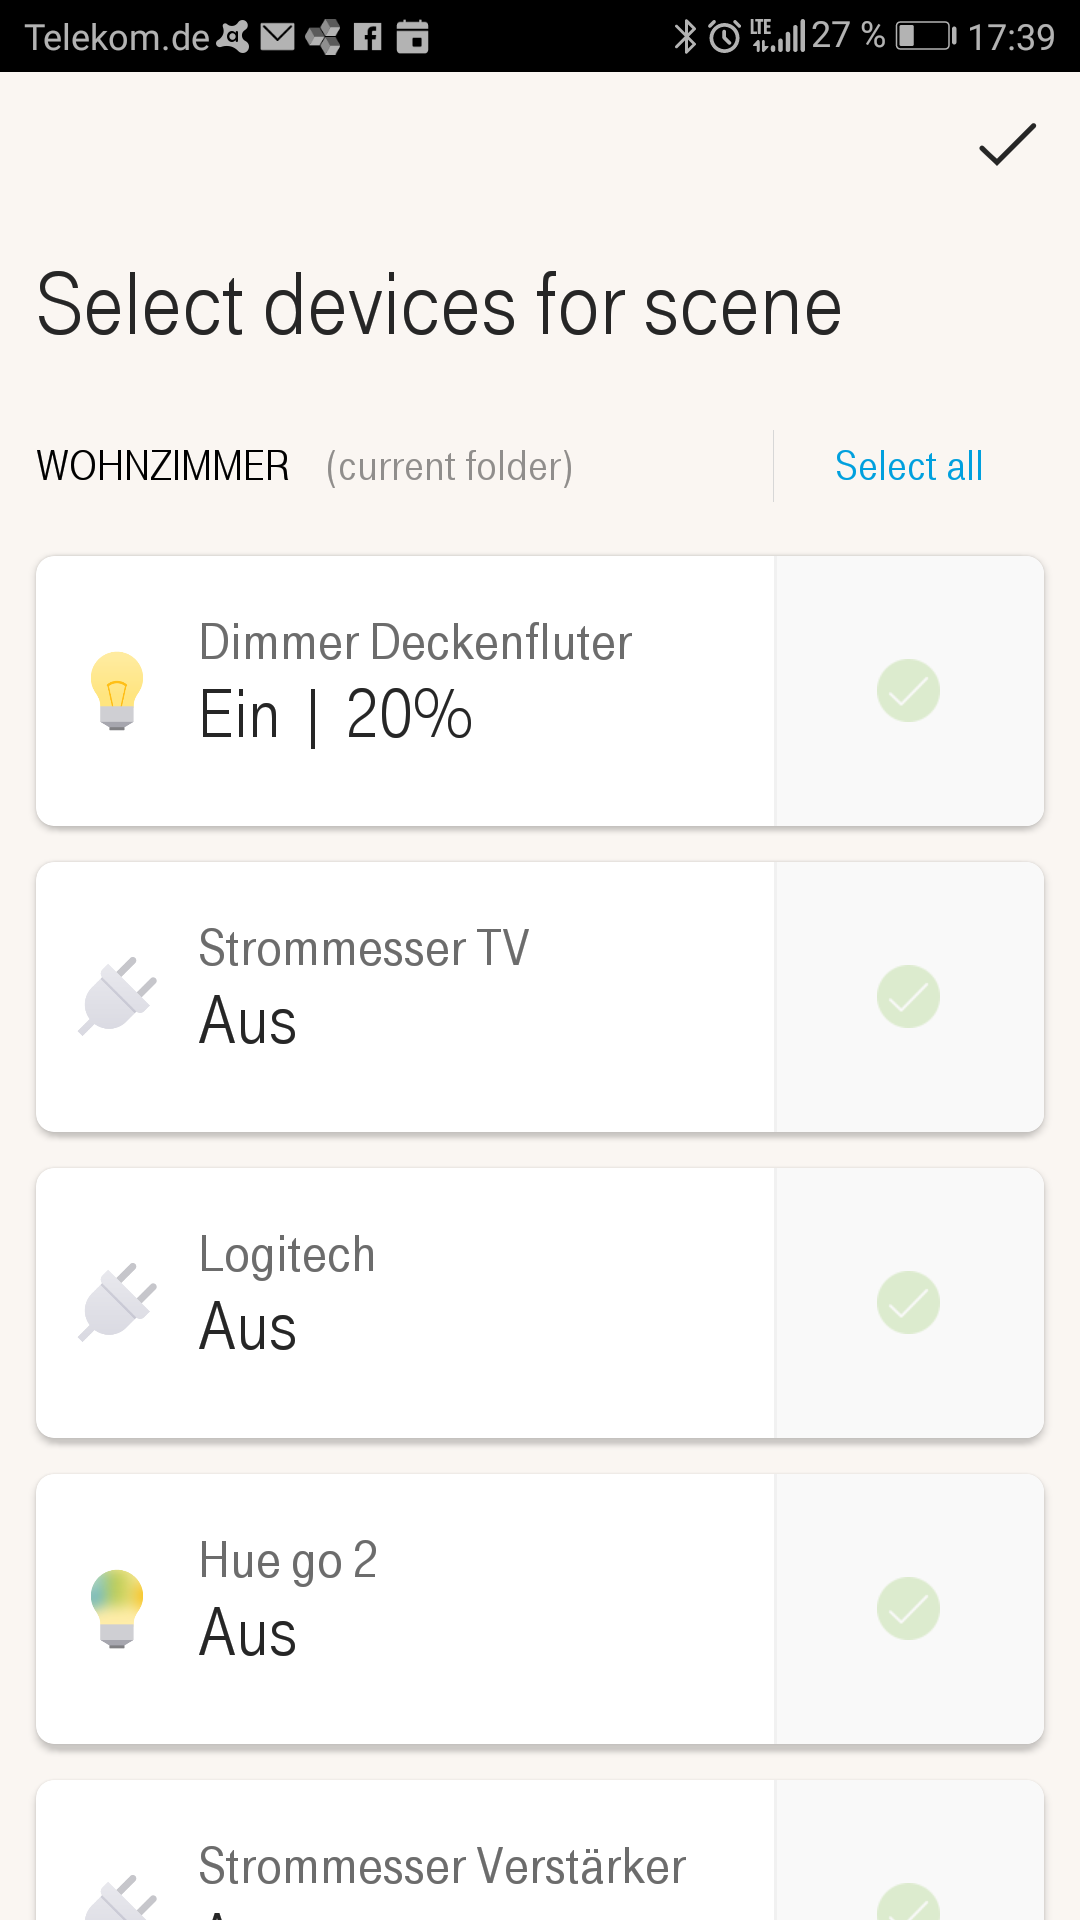 Telekom.de LTE 27 % 17:39
Select devices for scene
WOHNZIMMER (current folder) Select all
Dimmer Deckenfluter
Ein | 20%
Strommesser TV
Aus
Logitech
Aus
Hue go 2
Aus
Strommesser Verstärker